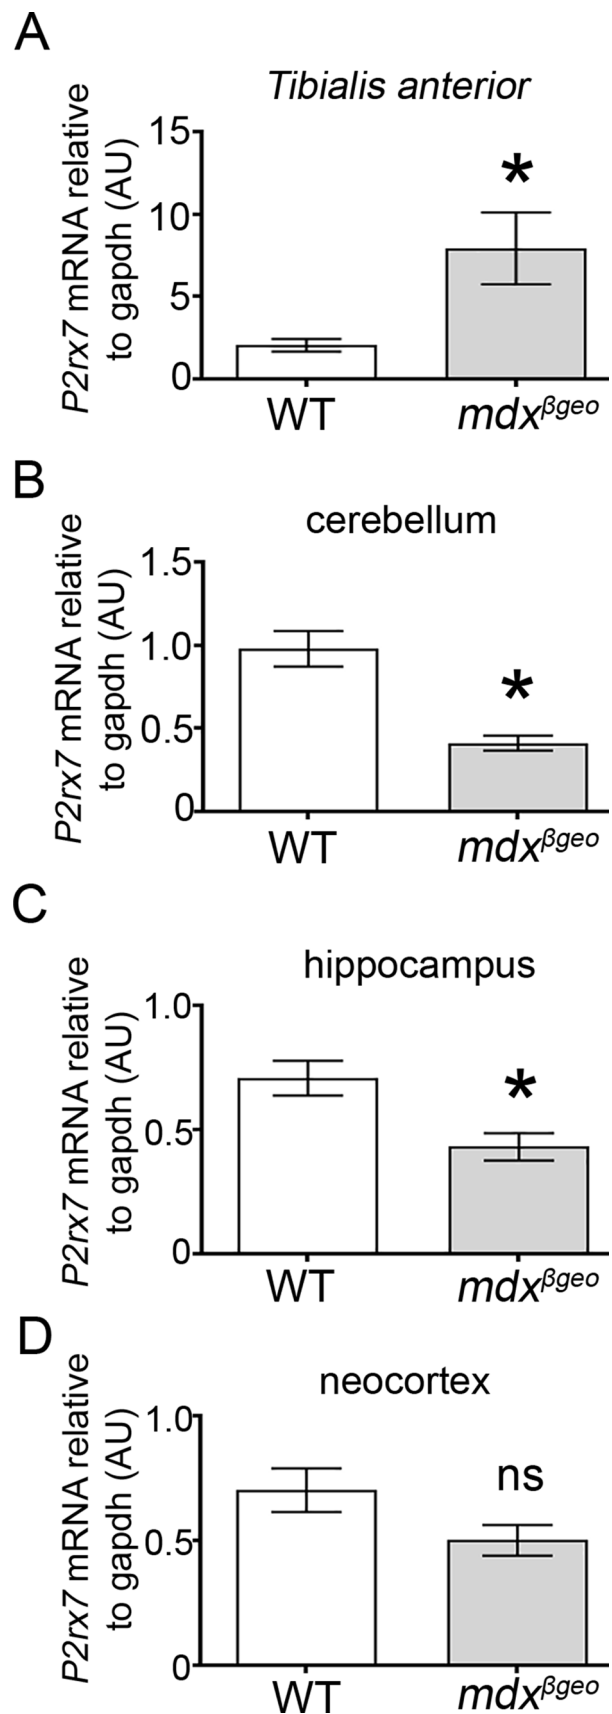 A
Tibialis anterior
P2rx7 mRNA relative
to gapdh (AU)
15
10
5
0
*
WT
mdxβgeo
B
cerebellum
P2rx7 mRNA relative
to gapdh (AU)
1.5
1.0
0.5
0
*
WT
mdxβgeo
C
hippocampus
P2rx7 mRNA relative
to gapdh (AU)
1.0
0.5
0
*
WT
mdxβgeo
D
neocortex
P2rx7 mRNA relative
to gapdh (AU)
1.0
0.5
0
ns
WT
mdxβgeo